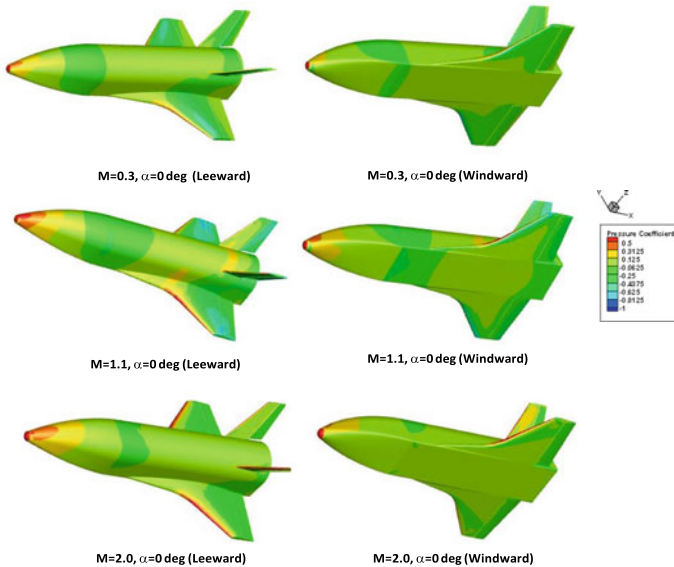 M=0.3, α=0 deg (Leeward)
M=0.3, α=0 deg (Windward)
Y
Z
X
Pressure Coefficient
0.5
0.3125
0.125
-0.0625
-0.25
-0.4375
-0.625
-0.8125
-1
M=1.1, α=0 deg (Leeward)
M=1.1, α=0 deg (Windward)
M=2.0, α=0 deg (Leeward)
M=2.0, α=0 deg (Windward)